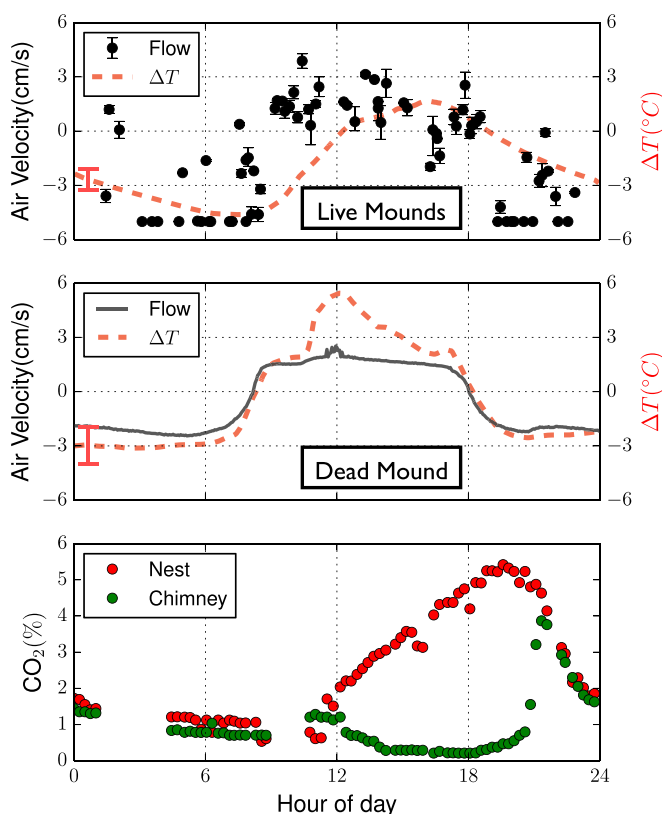 6
3
0
−3
−6
Air Velocity(cm/s)
Flow
ΔT
Live Mounds
6
3
0
−3
−6
ΔT(°C)
6
3
0
−3
−6
Air Velocity(cm/s)
Flow
ΔT
Dead Mound
6
3
0
−3
−6
ΔT(°C)
6
5
4
3
2
1
0
CO₂(%)
Nest
Chimney
0 6 12 18 24
Hour of day